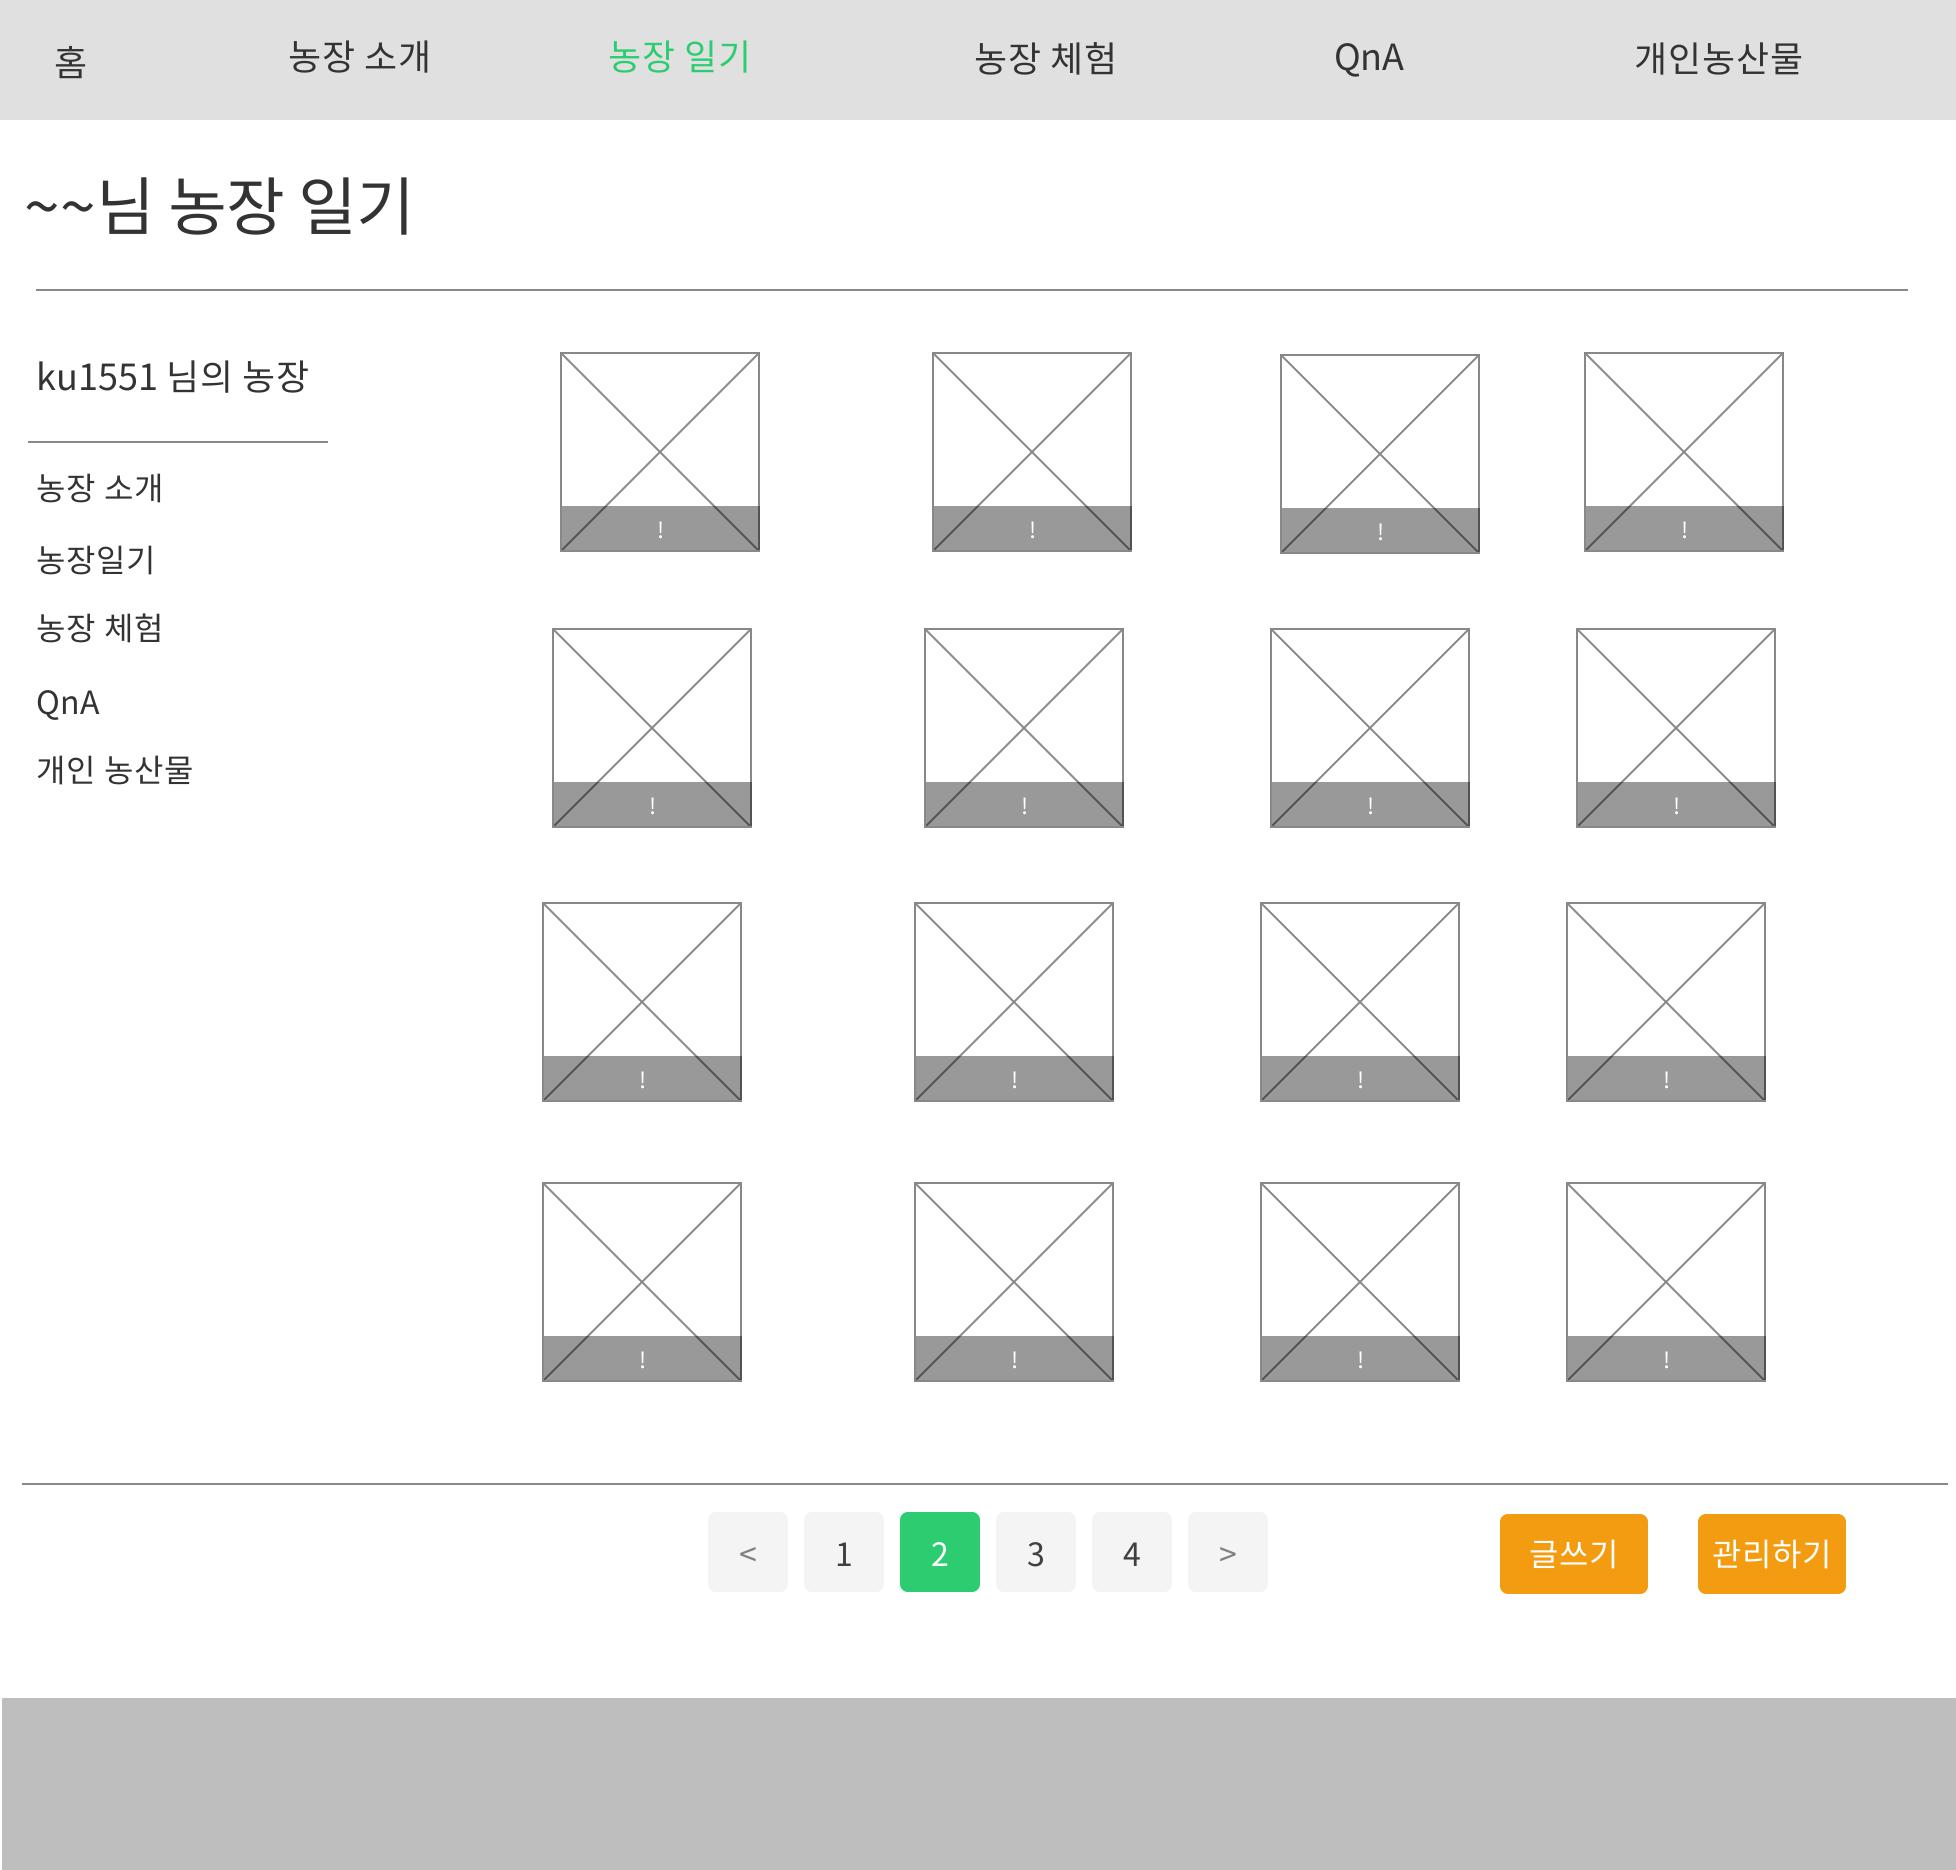 홈 농장 소개 농장 일기 농장 체험 QnA 개인농산물
~~님 농장 일기
ku1551 님의 농장
농장 소개
농장일기
농장 체험
QnA
개인 농산물
! ! ! !
! ! ! !
! ! ! !
! ! ! !
< 1 2 3 4 > 글쓰기 관리하기